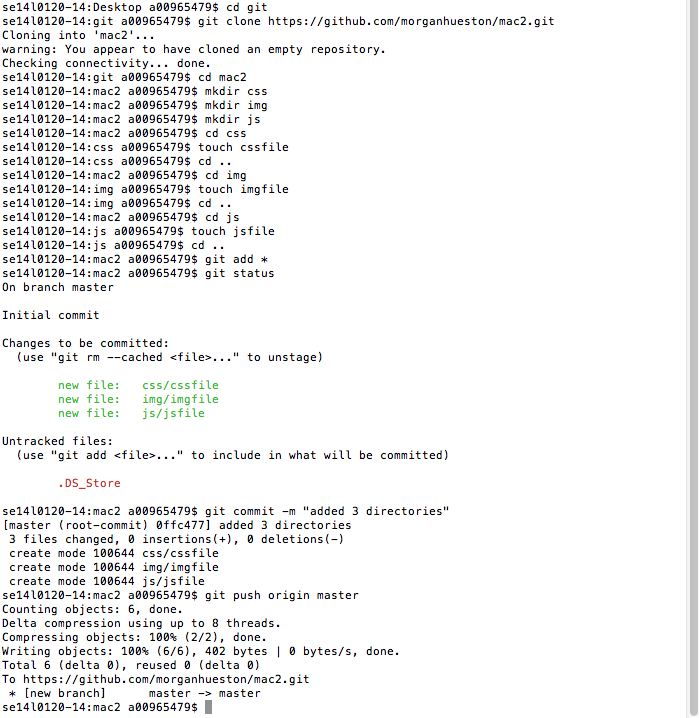 se14l0120-14:Desktop a00965479$ cd git
se14l0120-14:git a00965479$ git clone https://github.com/morganhueston/mac2.git
Cloning into 'mac2'...
warning: You appear to have cloned an empty repository.
Checking connectivity... done.
se14l0120-14:git a00965479$ cd mac2
se14l0120-14:mac2 a00965479$ mkdir css
se14l0120-14:mac2 a00965479$ mkdir img
se14l0120-14:mac2 a00965479$ mkdir js
se14l0120-14:mac2 a00965479$ cd css
se14l0120-14:css a00965479$ touch cssfile
se14l0120-14:css a00965479$ cd ..
se14l0120-14:mac2 a00965479$ cd img
se14l0120-14:img a00965479$ touch imgfile
se14l0120-14:img a00965479$ cd ..
se14l0120-14:mac2 a00965479$ cd js
se14l0120-14:js a00965479$ touch jsfile
se14l0120-14:js a00965479$ cd ..
se14l0120-14:mac2 a00965479$ git add *
se14l0120-14:mac2 a00965479$ git status
On branch master
Initial commit
Changes to be committed:
  (use "git rm --cached <file>..." to unstage)
        new file:   css/cssfile
        new file:   img/imgfile
        new file:   js/jsfile
Untracked files:
  (use "git add <file>..." to include in what will be committed)
        .DS_Store
se14l0120-14:mac2 a00965479$ git commit -m "added 3 directories"
[master (root-commit) 0ffc477] added 3 directories
 3 files changed, 0 insertions(+), 0 deletions(-)
 create mode 100644 css/cssfile
 create mode 100644 img/imgfile
 create mode 100644 js/jsfile
se14l0120-14:mac2 a00965479$ git push origin master
Counting objects: 6, done.
Delta compression using up to 8 threads.
Compressing objects: 100% (2/2), done.
Writing objects: 100% (6/6), 402 bytes | 0 bytes/s, done.
Total 6 (delta 0), reused 0 (delta 0)
To https://github.com/morganhueston/mac2.git
 * [new branch]      master -> master
se14l0120-14:mac2 a00965479$